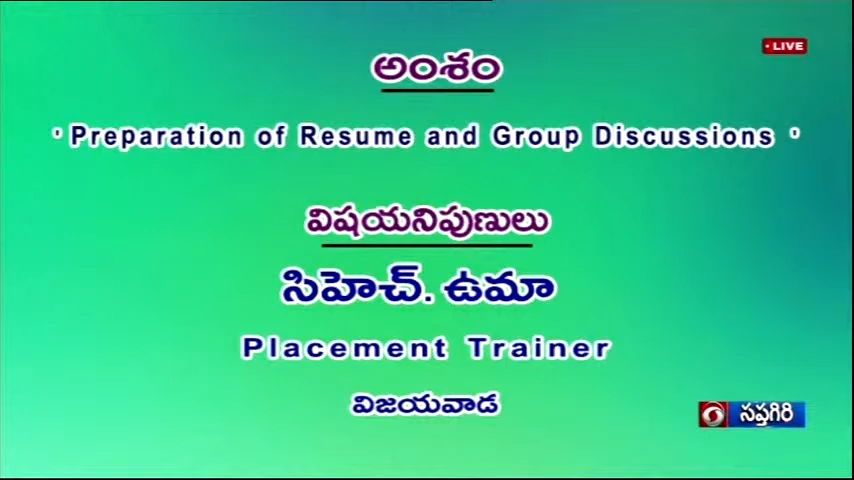 LIVE
అంశం
' Preparation of Resume and Group Discussions '
విషయనిపుణులు
సిహెచ్. ఉమా
Placement Trainer
విజయవాడ
సప్తగిరి